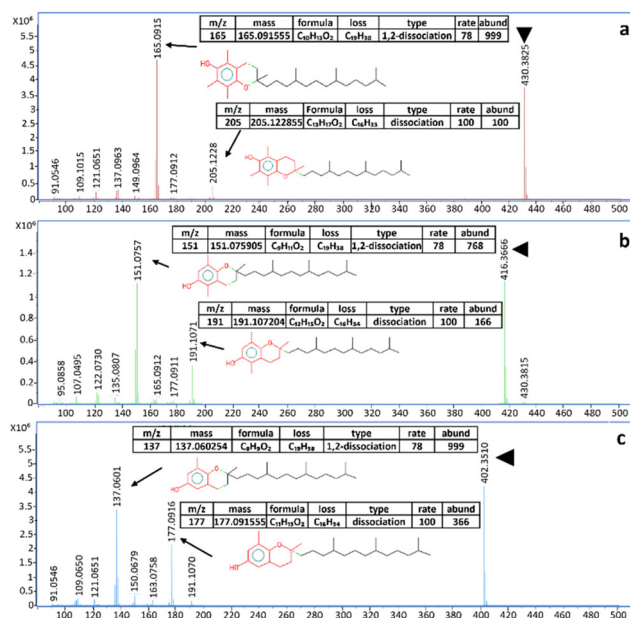 a
X10⁶
m/z mass formula loss type rate abund
165 165.091555 C₁₀H₁₃O₂ C₁₉H₃₈ 1,2-dissociation 78 999
165.0915
430.3825
HO
O
m/z mass Formula loss type rate abund
205 205.122855 C₁₃H₁₇O₂ C₁₆H₃₃ dissociation 100 100
HO
O
5
4.5
4
3.5
3
2.5
2
1.5
1
0.5
0
91.0546
109.1015
121.0651
137.0963
149.0964
177.0912
205.1228
100 120 140 160 180 200 220 240 260 280 300 320 340 360 380 400 420 440 460 480 500
b
X10⁶
m/z mass formula loss type rate abund
151 151.075905 C₉H₁₁O₂ C₁₉H₃₈ 1,2-dissociation 78 768
151.0757
416.3666
HO
O
m/z mass formula loss type rate abund
191 191.107204 C₁₂H₁₅O₂ C₁₆H₃₄ dissociation 100 166
HO
O
1.4
1.2
1
0.8
0.6
0.4
0.2
0
95.0858
107.0495
122.0730
135.0807
165.0912
177.0911
191.1071
430.3815
100 120 140 160 180 200 220 240 260 280 300 320 340 360 380 400 420 440 460 480 500
c
X10⁶
m/z mass formula loss type rate abund
137 137.060254 C₈H₉O₂ C₁₉H₃₈ 1,2-dissociation 78 999
137.0601
402.3510
HO
O
m/z mass formula loss type rate abund
177 177.091555 C₁₁H₁₃O₂ C₁₆H₃₄ dissociation 100 366
HO
O
5
4.5
4
3.5
3
2.5
2
1.5
1
0.5
0
91.0546
109.0650
121.0651
150.0679
163.0758
177.0916
191.1070
100 120 140 160 180 200 220 240 260 280 300 320 340 360 380 400 420 440 460 480 500